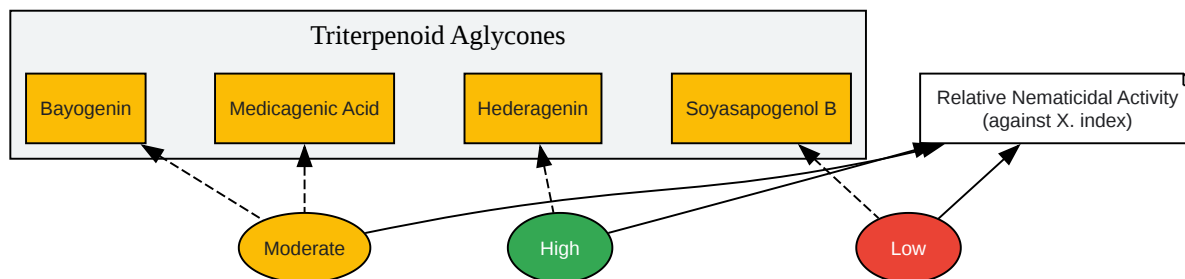 Triterpenoid Aglycones
Bayogenin
Medicagenic Acid
Hederagenin
Soyasapogenol B
Relative Nematicidal Activity
(against X. index)
Moderate
High
Low